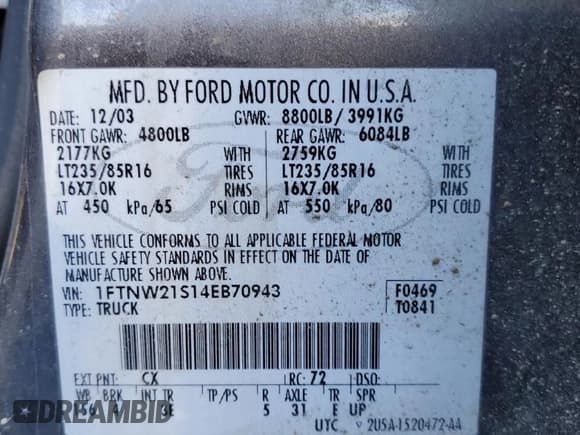 MFD. BY FORD MOTOR CO. IN U.S.A.
DATE: 12/03 GVWR: 8800LB/ 3991KG
FRONT GAWR: 4800LB REAR GAWR: 6084LB
2177KG WITH 2759KG WITH
LT235/85R16 TIRES LT235/85R16 TIRES
16X7.0K RIMS 16X7.0K RIMS
AT 450 kPa/65 PSI COLD AT 550 kPa/80 PSI COLD
THIS VEHICLE CONFORMS TO ALL APPLICABLE FEDERAL MOTOR
VEHICLE SAFETY STANDARDS IN EFFECT ON THE DATE OF
MANUFACTURE SHOWN ABOVE.
VIN: 1FTNW21S14EB70943 F0469
TYPE: TRUCK T0841
EXT PNT: CX RC: 72 DSO:
WB BRK INT TR TP/PS R AXLE TR SPR
156 5 31 E UP
UTC 2U5A-1520472-AA
DREAMBID
Ford